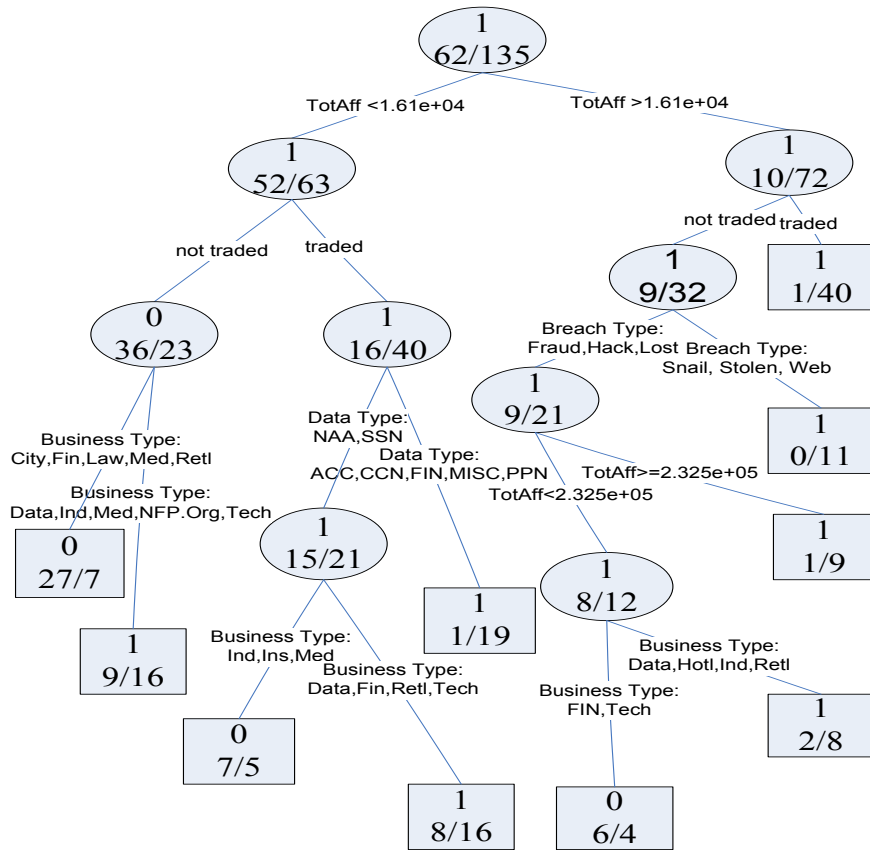 1
62/135
TotAff <1.61e+04
TotAff >1.61e+04
1
52/63
1
10/72
not traded
traded
not traded
traded
0
36/23
1
16/40
1
9/32
1
1/40
Breach Type:
Fraud,Hack,Lost
Breach Type:
Snail, Stolen, Web
1
9/21
1
0/11
Business Type:
City,Fin,Law,Med,Retl
Business Type:
Data,Ind,Med,NFP.Org,Tech
Data Type:
NAA,SSN
Data Type:
ACC,CCN,FIN,MISC,PPN
TotAff>=2.325e+05
TotAff<2.325e+05
0
27/7
1
15/21
1
1/9
1
9/16
1
1/19
1
8/12
Business Type:
Ind,Ins,Med
Business Type:
Data,Fin,Retl,Tech
Business Type:
Data,Hotl,Ind,Retl
Business Type:
FIN,Tech
0
7/5
1
2/8
1
8/16
0
6/4